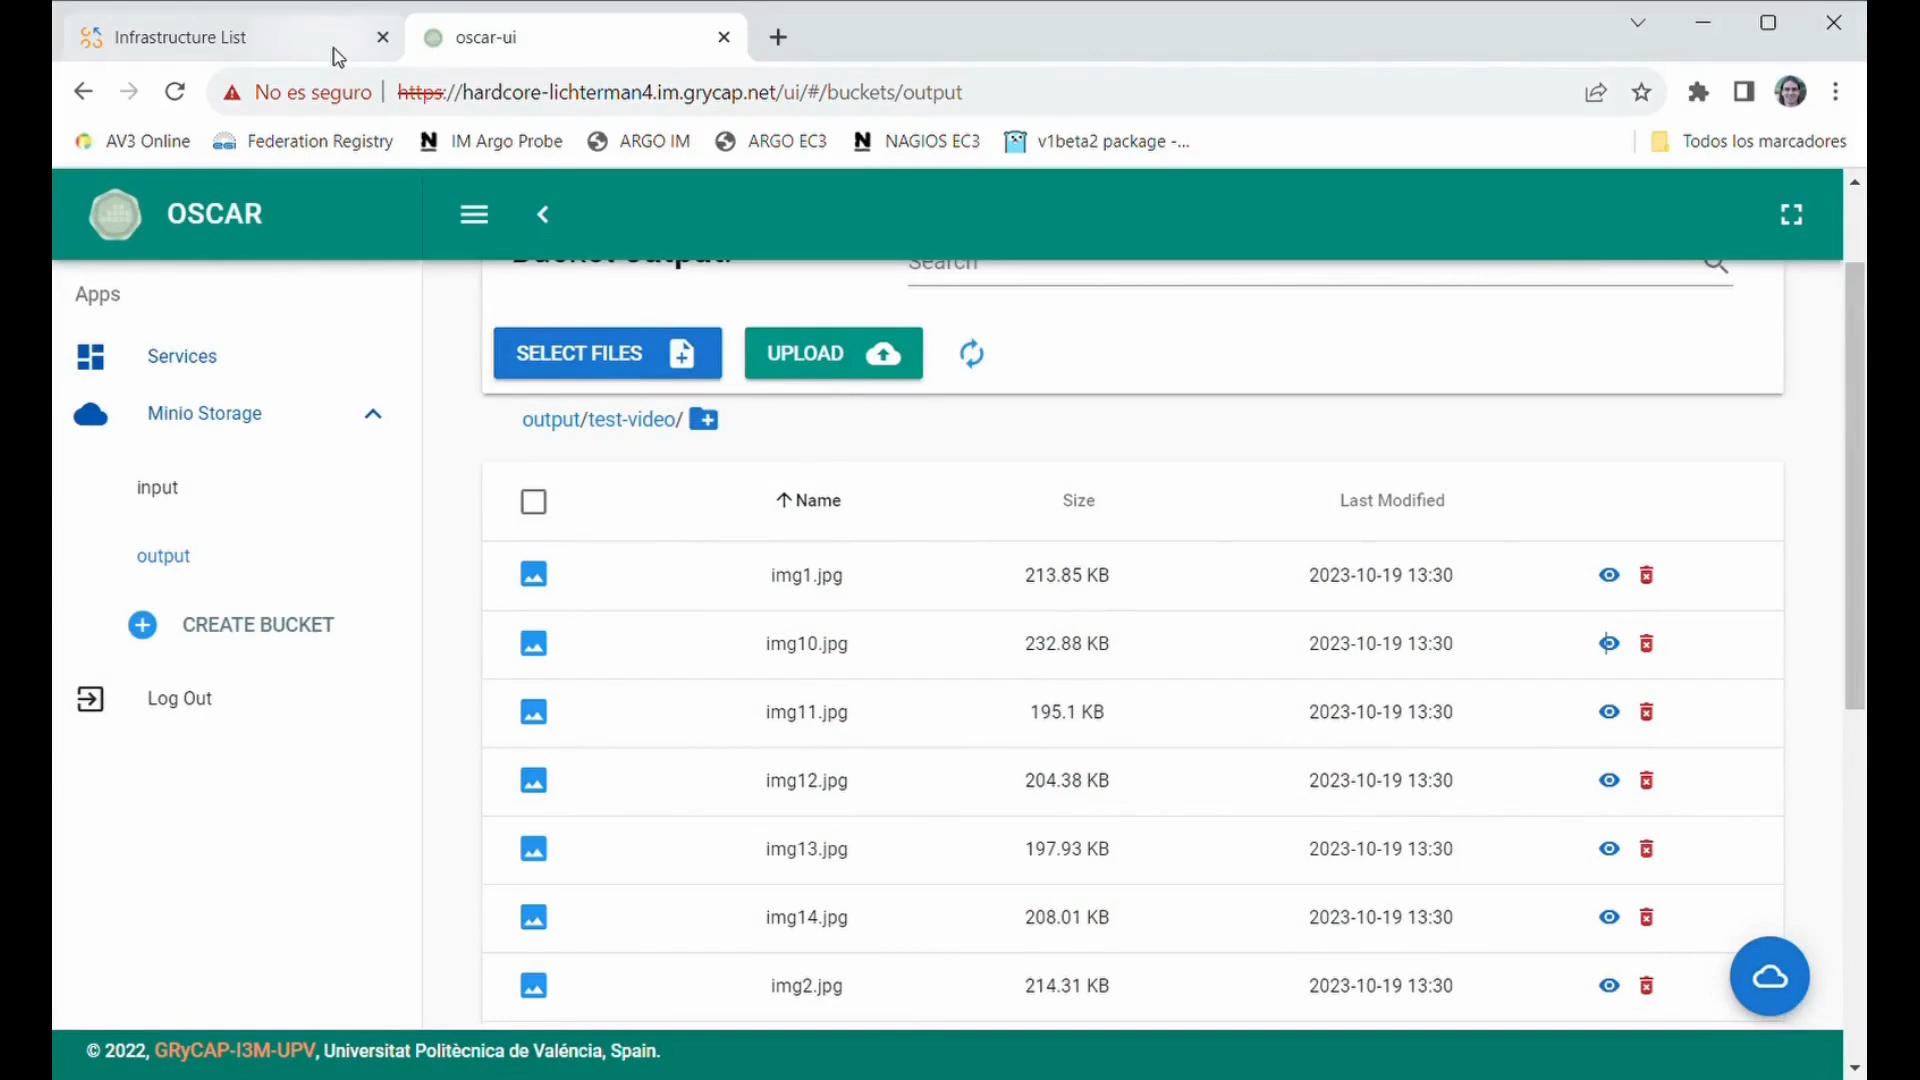 Infrastructure List
oscar-ui
No es seguro https://hardcore-lichterman4.im.grycap.net/ui/#/buckets/output
AV3 Online Federation Registry IM Argo Probe ARGO IM ARGO EC3 NAGIOS EC3 v1beta2 package -... Todos los marcadores
OSCAR
Bucket output:
Search
Apps
Services
Minio Storage
input
output
CREATE BUCKET
Log Out
SELECT FILES UPLOAD
output/test-video/
Name Size Last Modified
img1.jpg 213.85 KB 2023-10-19 13:30
img10.jpg 232.88 KB 2023-10-19 13:30
img11.jpg 195.1 KB 2023-10-19 13:30
img12.jpg 204.38 KB 2023-10-19 13:30
img13.jpg 197.93 KB 2023-10-19 13:30
img14.jpg 208.01 KB 2023-10-19 13:30
img2.jpg 214.31 KB 2023-10-19 13:30
© 2022, GRyCAP-I3M-UPV, Universitat Politècnica de Valéncia, Spain.